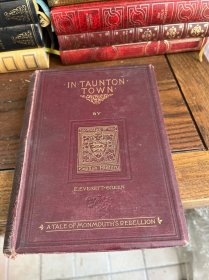 IN TAUNTON
TOWN
BY
E. EVERETT-GREEN
A TALE OF MONMOUTH'S REBELLION